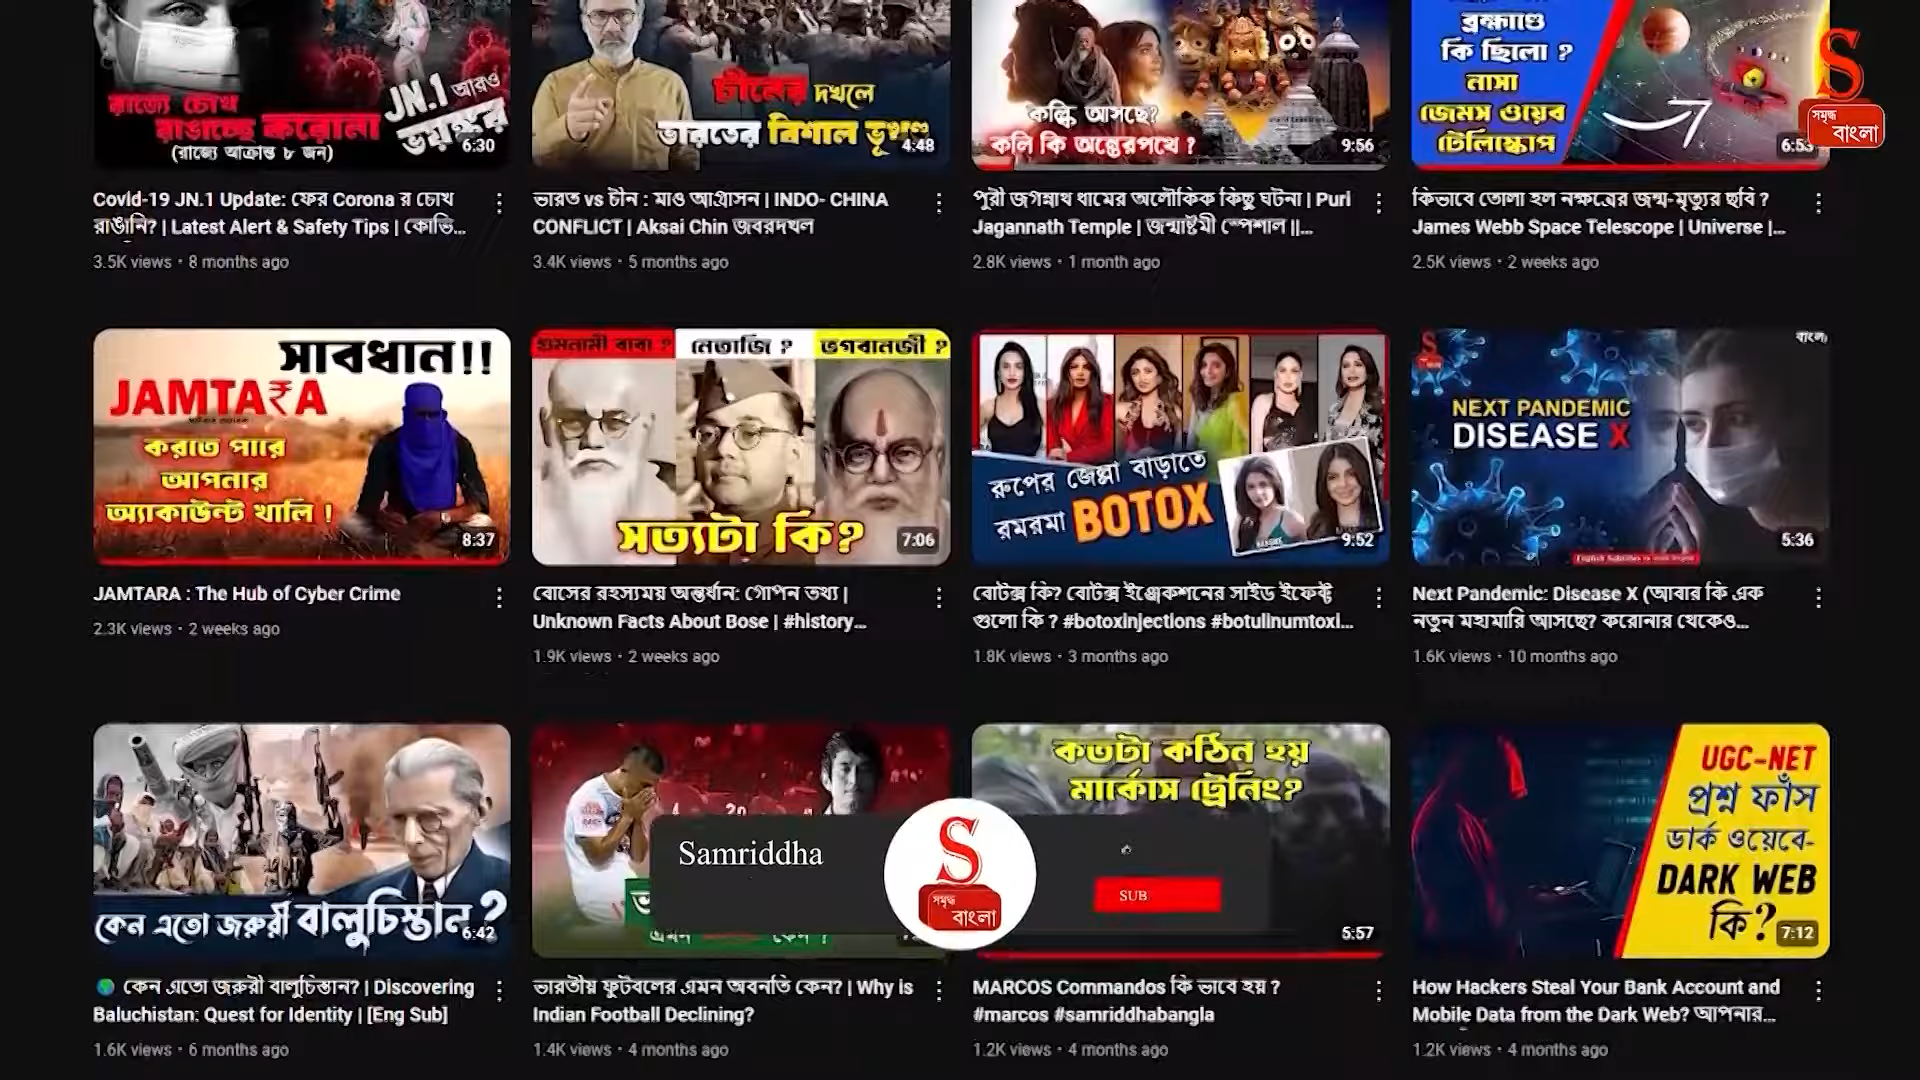 রাজ্যে চোখ
রাঙাচ্ছে করোনা
(রাজ্যে আক্রান্ত ৮ জন)
JN.1 আরও
ভয়ঙ্কর
6:30
চীনের দখলে
ভারতের বিশাল ভূখণ্ড
4:48
কল্কি আসছে?
কলি কি অন্তেরপথে ?
9:56
ব্রহ্মাণ্ডে
কি ছিলো ?
নাসা
জেমস ওয়েব
টেলিস্কোপ
6:53
S
সমৃদ্ধ
বাংলা
Covid-19 JN.1 Update: ফের Corona র চোখ
রাঙানি? | Latest Alert & Safety Tips | কোভি...
3.5K views • 8 months ago
ভারত vs চীন : মাও আগ্রাসন | INDO- CHINA
CONFLICT | Aksai Chin জবরদখল
3.4K views • 5 months ago
পুরী জগন্নাথ ধামের অলৌকিক কিছু ঘটনা | Puri
Jagannath Temple | জন্মাষ্টমী স্পেশাল ||...
2.8K views • 1 month ago
কিভাবে তোলা হল নক্ষত্রের জন্ম-মৃত্যুর ছবি ?
James Webb Space Telescope | Universe |...
2.5K views • 2 weeks ago
সাবধান!!
JAMTA₹A
করতে পারে
আপনার
অ্যাকাউন্ট খালি !
8:37
গুমনামী বাবা ?
নেতাজি ?
ভগবানজী ?
সত্যটা কি?
7:06
রুপের জেল্লা বাড়াতে
রমরমা BOTOX
9:52
বাংলা
NEXT PANDEMIC
DISEASE X
5:36
JAMTARA : The Hub of Cyber Crime
2.3K views • 2 weeks ago
বোসের রহস্যময় অন্তর্ধান: গোপন তথ্য |
Unknown Facts About Bose | #history...
1.9K views • 2 weeks ago
বোটক্স কি? বোটক্স ইঞ্জেকশনের সাইড ইফেক্ট
গুলো কি ? #botoxinjections #botulinumtoxi...
1.8K views • 3 months ago
Next Pandemic: Disease X (আবার কি এক
নতুন মহামারি আসছে? করোনার থেকেও...
1.6K views • 10 months ago
কেন এতো জরুরী বালুচিস্তান ?
6:42
এমন কেন ?
কতটা কঠিন হয়
মার্কোস ট্রেনিং?
5:57
UGC-NET
প্রশ্ন ফাঁস
ডার্ক ওয়েবে-
DARK WEB
কি?
7:12
Samriddha
S
সমৃদ্ধ
বাংলা
SUB
কেন এতো জরুরী বালুচিস্তান? | Discovering
Baluchistan: Quest for Identity | [Eng Sub]
1.6K views • 6 months ago
ভারতীয় ফুটবলের এমন অবনতি কেন? | Why is
Indian Football Declining?
1.4K views • 4 months ago
MARCOS Commandos কি ভাবে হয় ?
#marcos #samriddhabangla
1.2K views • 4 months ago
How Hackers Steal Your Bank Account and
Mobile Data from the Dark Web? আপনার...
1.2K views • 4 months ago